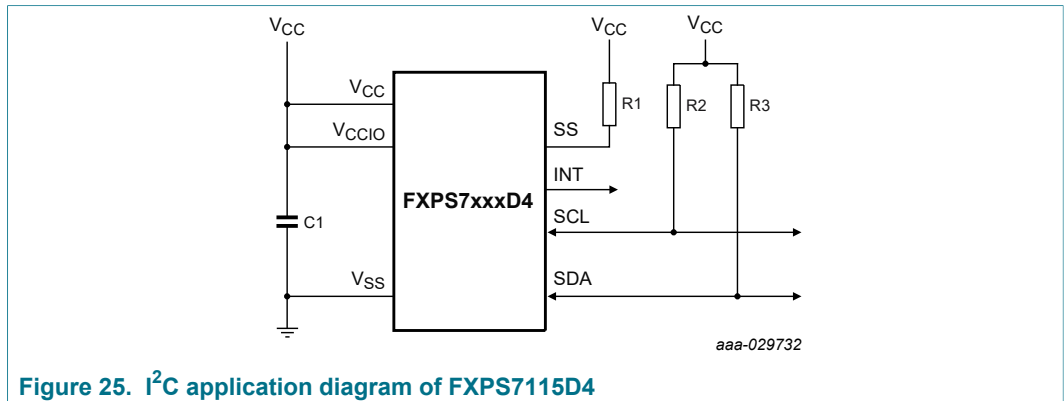 VCC
VCC
VCC
VCC
R1
R2
R3
VCCIO
SS
INT
FXPS7xxxD4
SCL
C1
VSS
SDA
aaa-029732
Figure 25. I²C application diagram of FXPS7115D4